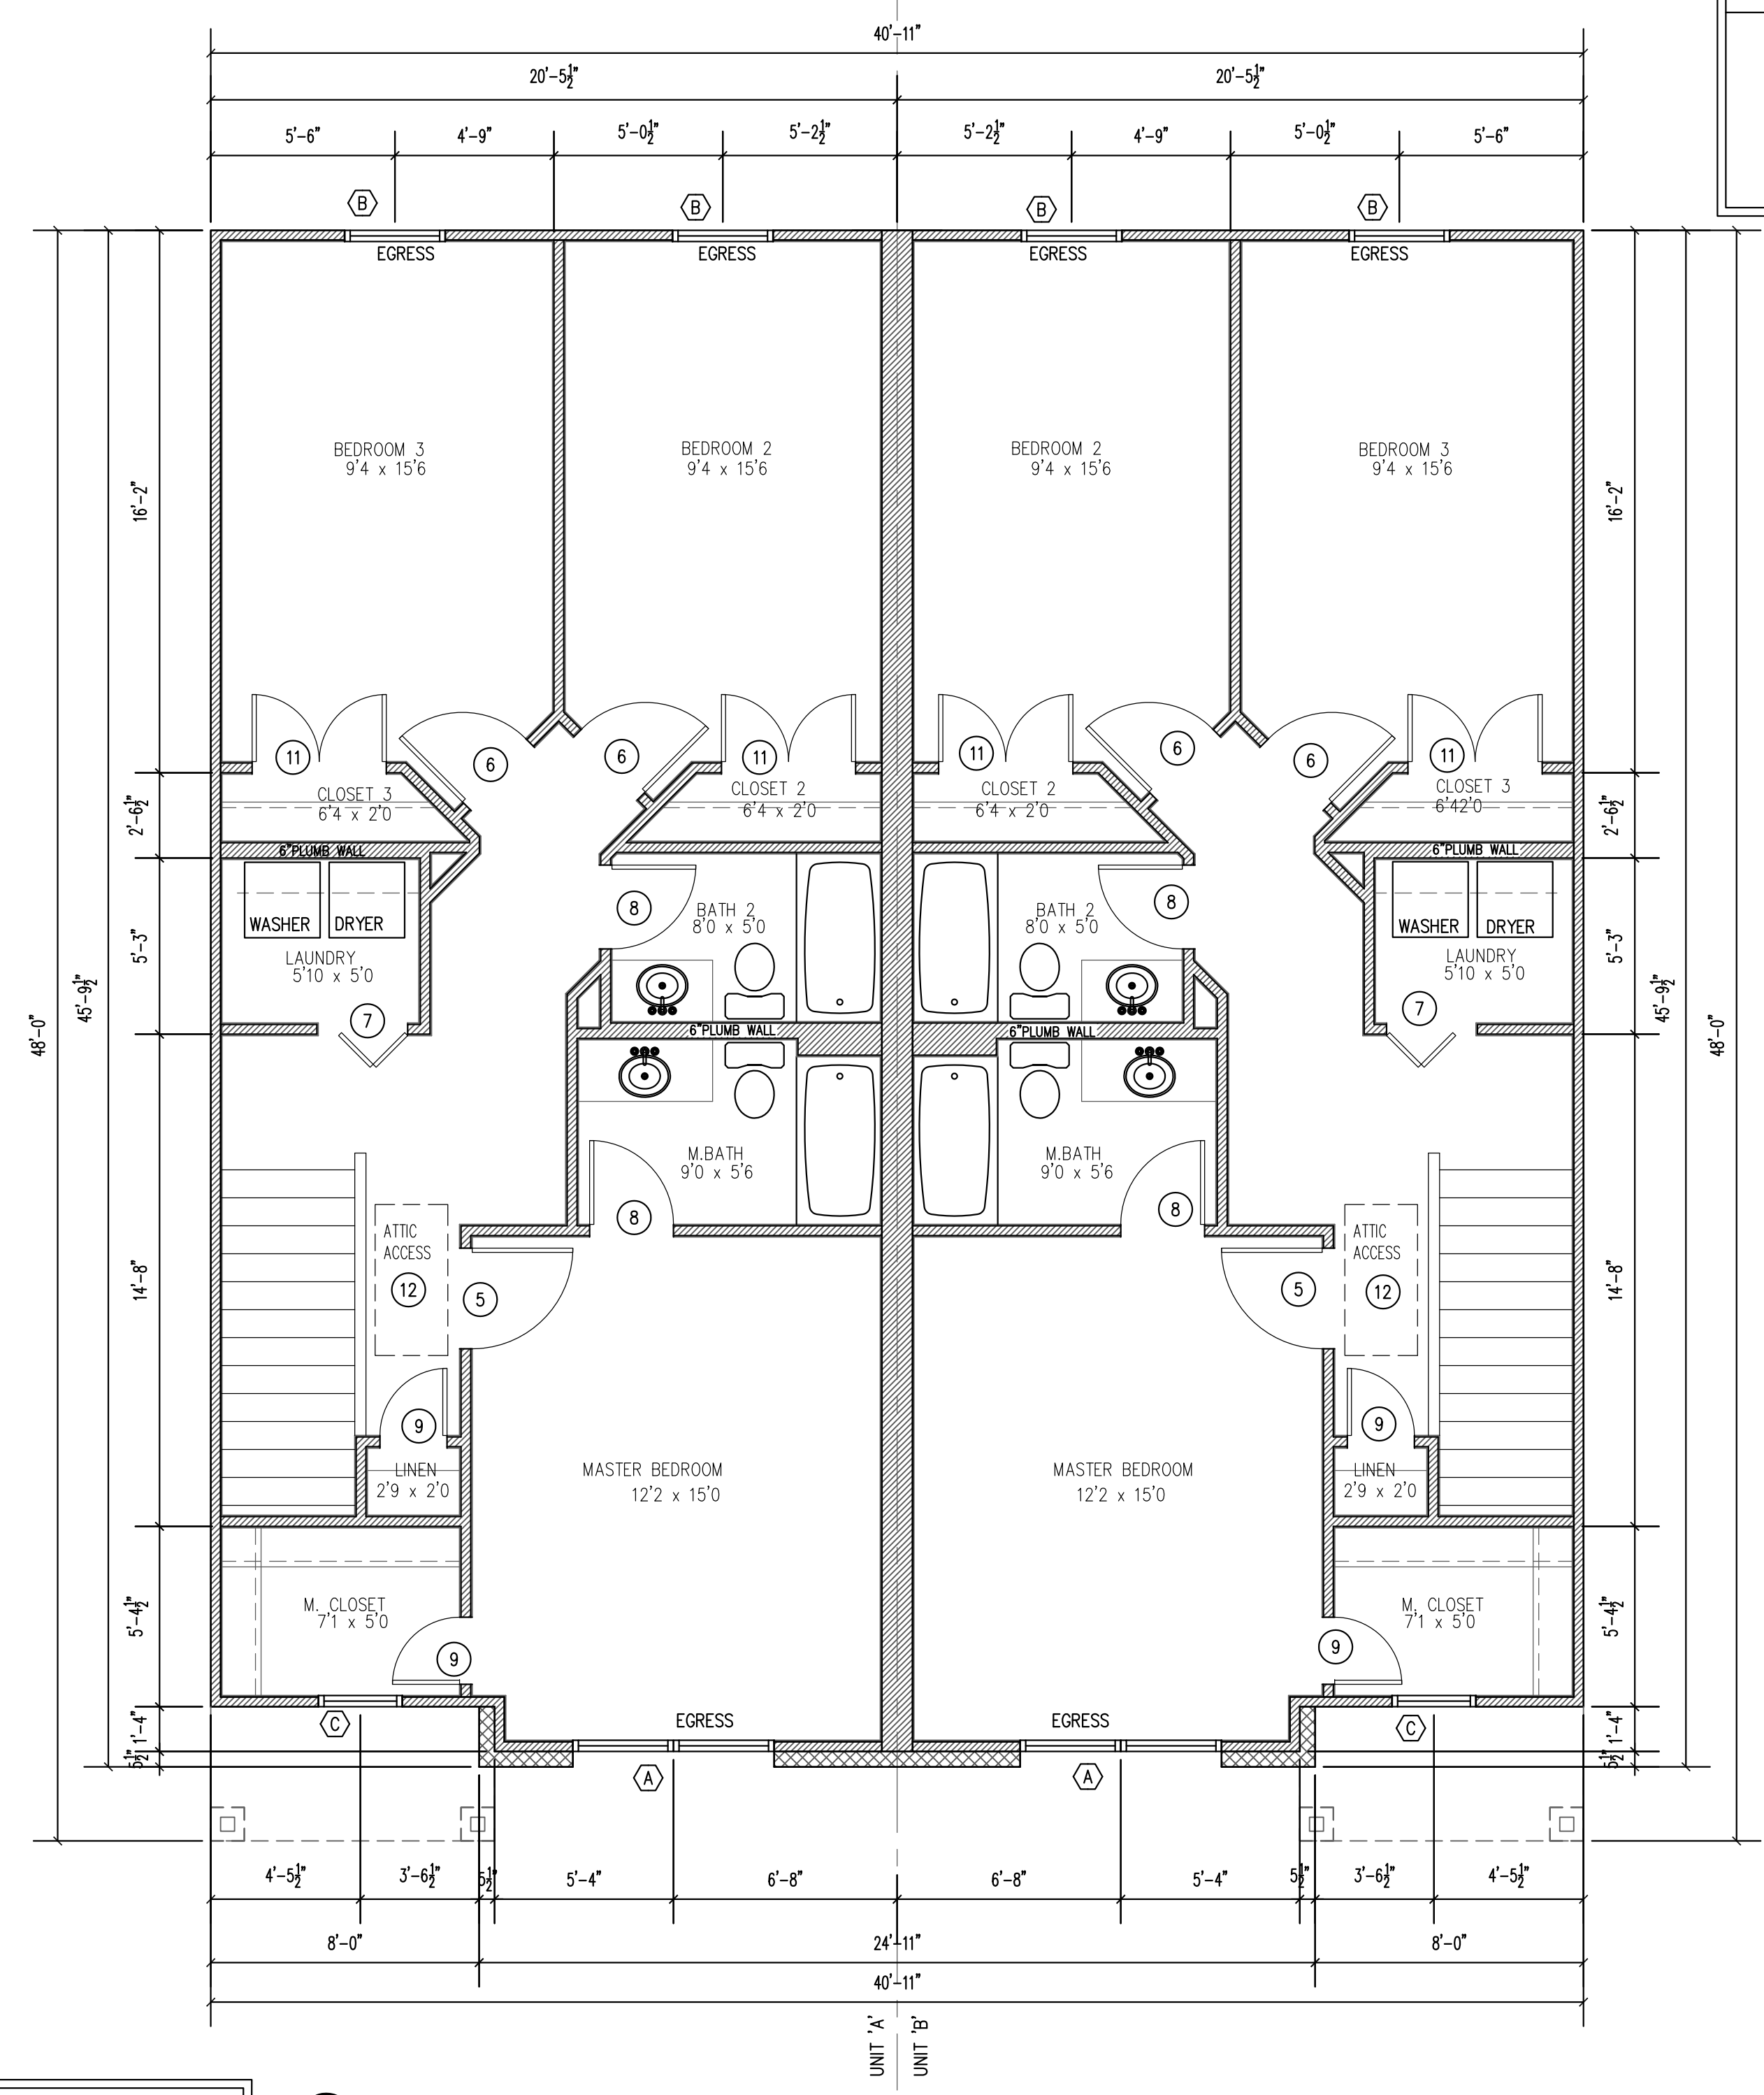 40'-11"
20'-5½" 20'-5½"
5'-6" 4'-9" 5'-0½" 5'-2½" 5'-2½" 4'-9" 5'-0½" 5'-6"
B B B B
EGRESS EGRESS EGRESS EGRESS
BEDROOM 3
9'4 x 15'6
BEDROOM 2
9'4 x 15'6
BEDROOM 2
9'4 x 15'6
BEDROOM 3
9'4 x 15'6
16'-2" 16'-2"
11 6 6 11 11 6 6 11
CLOSET 3
6'4 x 2'0
CLOSET 2
6'4 x 2'0
CLOSET 2
6'4 x 2'0
CLOSET 3
6'42'0
2'-6½" 2'-6½"
6"PLUMB WALL 6"PLUMB WALL
WASHER DRYER
WASHER DRYER
8 8
BATH 2
8'0 x 5'0
BATH 2
8'0 x 5'0
5'-3" 5'-3"
LAUNDRY
5'10 x 5'0
LAUNDRY
5'10 x 5'0
48'-0" 45'-9½" 45'-9½" 48'-0"
7 7
6"PLUMB WALL 6"PLUMB WALL
M.BATH
9'0 x 5'6
M.BATH
9'0 x 5'6
8 8
ATTIC
ACCESS
ATTIC
ACCESS
14'-8" 14'-8"
12 5 5 12
9 9
LINEN
2'9 x 2'0
MASTER BEDROOM
12'2 x 15'0
MASTER BEDROOM
12'2 x 15'0
LINEN
2'9 x 2'0
5'-4½" 5'-4½"
M. CLOSET
7'1 x 5'0
M. CLOSET
7'1 x 5'0
9 9
C EGRESS EGRESS C
1'-4" 1'-4"
5½" 5½"
A A
4'-5½" 3'-6½" 5½" 5'-4" 6'-8" 6'-8" 5'-4" 5½" 3'-6½" 4'-5½"
8'-0" 24'-11" 8'-0"
40'-11"
UNIT 'A' UNIT 'B'